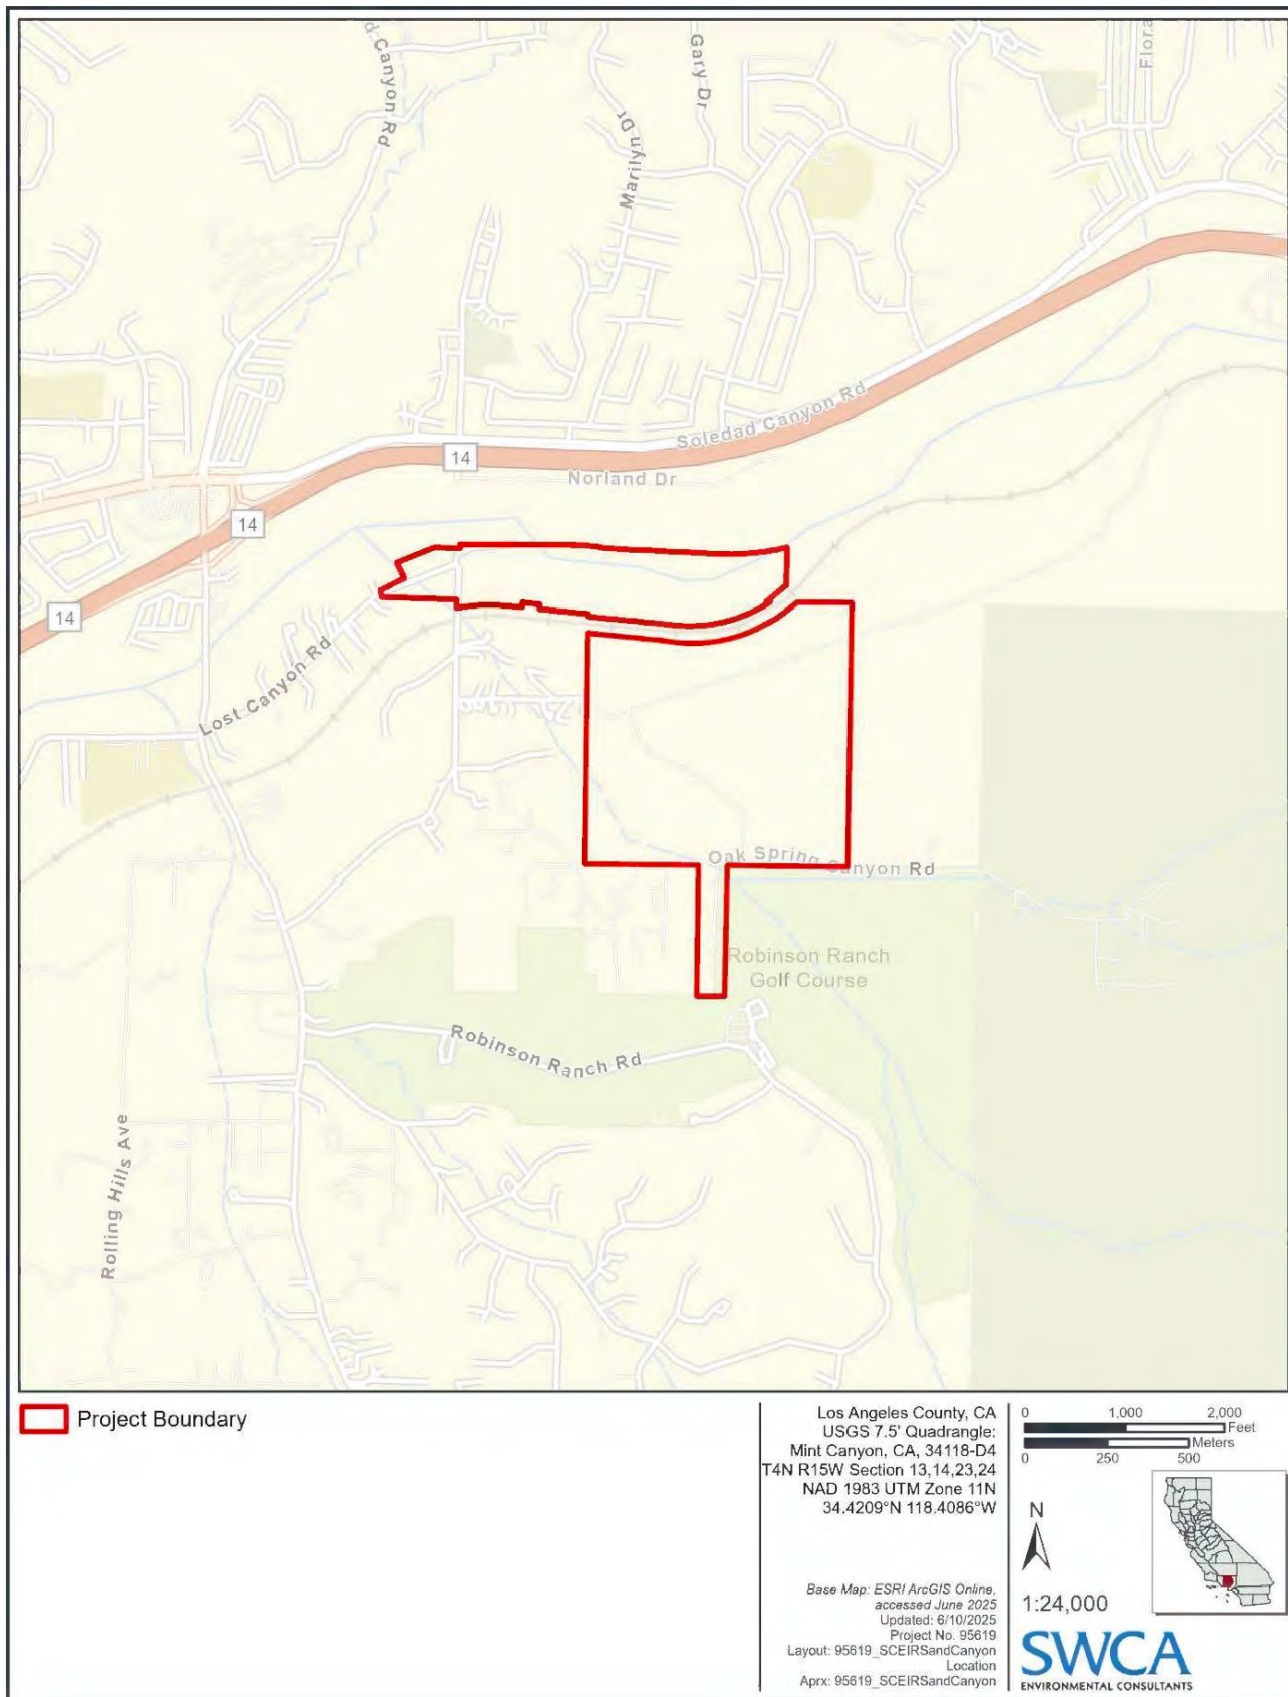 d Canyon Rd
Gary Dr
Flora
Marilyn Dr
Soledad Canyon Rd
14
Norland Dr
14
14
Lost Canyon Rd
Oak Spring Canyon Rd
Robinson Ranch
Golf Course
Robinson Ranch Rd
Rolling Hills Ave
Project Boundary
Los Angeles County, CA
USGS 7.5' Quadrangle:
Mint Canyon, CA, 34118-D4
T4N R15W Section 13,14,23,24
NAD 1983 UTM Zone 11N
34.4209°N 118.4086°W
Base Map: ESRI ArcGIS Online,
accessed June 2025
Updated: 6/10/2025
Project No. 95619
Layout: 95619_SCEIRSandCanyon
Location
Aprx: 95619_SCEIRSandCanyon
0 1,000 2,000
Feet
Meters
0 250 500
N
1:24,000
SWCA
ENVIRONMENTAL CONSULTANTS